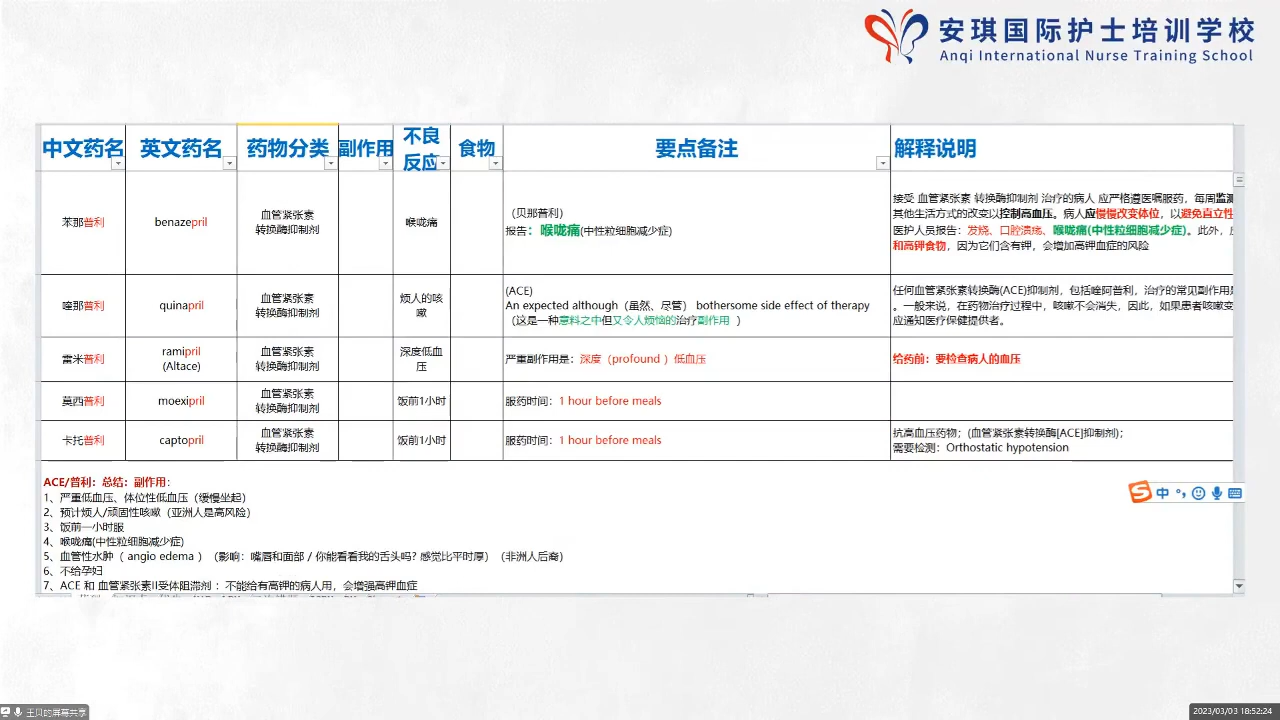 安琪国际护士培训学校
Anqi International Nurse Training School
中文药名 英文药名 药物分类 副作用 不良反应 食物 要点备注 解释说明
苯那普利 benazepril 血管紧张素 转换酶抑制剂 喉咙痛
（贝那普利）
报告：喉咙痛(中性粒细胞减少症)
接受 血管紧张素 转换酶抑制剂 治疗的病人 应严格遵医嘱服药，每周监测
其他生活方式的改变以控制高血压。病人应慢慢改变体位，以避免直立性
医护人员报告：发烧、口腔溃疡、喉咙痛(中性粒细胞减少症)。此外，
和高钾食物，因为它们含有钾，会增加高钾血症的风险
喹那普利 quinapril 血管紧张素 转换酶抑制剂 烦人的咳嗽
(ACE)
An expected although（虽然、尽管） bothersome side effect of therapy
（这是一种意料之中但又令人烦恼的治疗副作用 ）
任何血管紧张素转换酶(ACE)抑制剂，包括喹阿普利，治疗的常见副作用
。一般来说，在药物治疗过程中，咳嗽不会消失，因此，如果患者咳嗽变
应通知医疗保健提供者。
雷米普利 ramipril (Altace) 血管紧张素 转换酶抑制剂 深度低血压 严重副作用是：深度（profound ）低血压 给药前：要检查病人的血压
莫西普利 moexipril 血管紧张素 转换酶抑制剂 饭前1小时 服药时间：1 hour before meals
卡托普利 captopril 血管紧张素 转换酶抑制剂 饭前1小时 服药时间：1 hour before meals
抗高血压药物；(血管紧张素转换酶[ACE]抑制剂)；
需要检测：Orthostatic hypotension
ACE/普利：总结：副作用：
1、严重低血压、体位性低血压（缓慢坐起）
2、预计烦人/顽固性咳嗽（亚洲人是高风险）
3、饭前一小时服
4、喉咙痛(中性粒细胞减少症)
5、血管性水肿（ angio edema ）（影响：嘴唇和面部 / 你能看看我的舌头吗? 感觉比平时厚）（非洲人后裔）
6、不给孕妇
7、ACE 和 血管紧张素II受体阻滞剂 ：不能给有高钾的病人用，会增强高钾血症
中
王贝的屏幕共享
2023/03/03 18:52:24